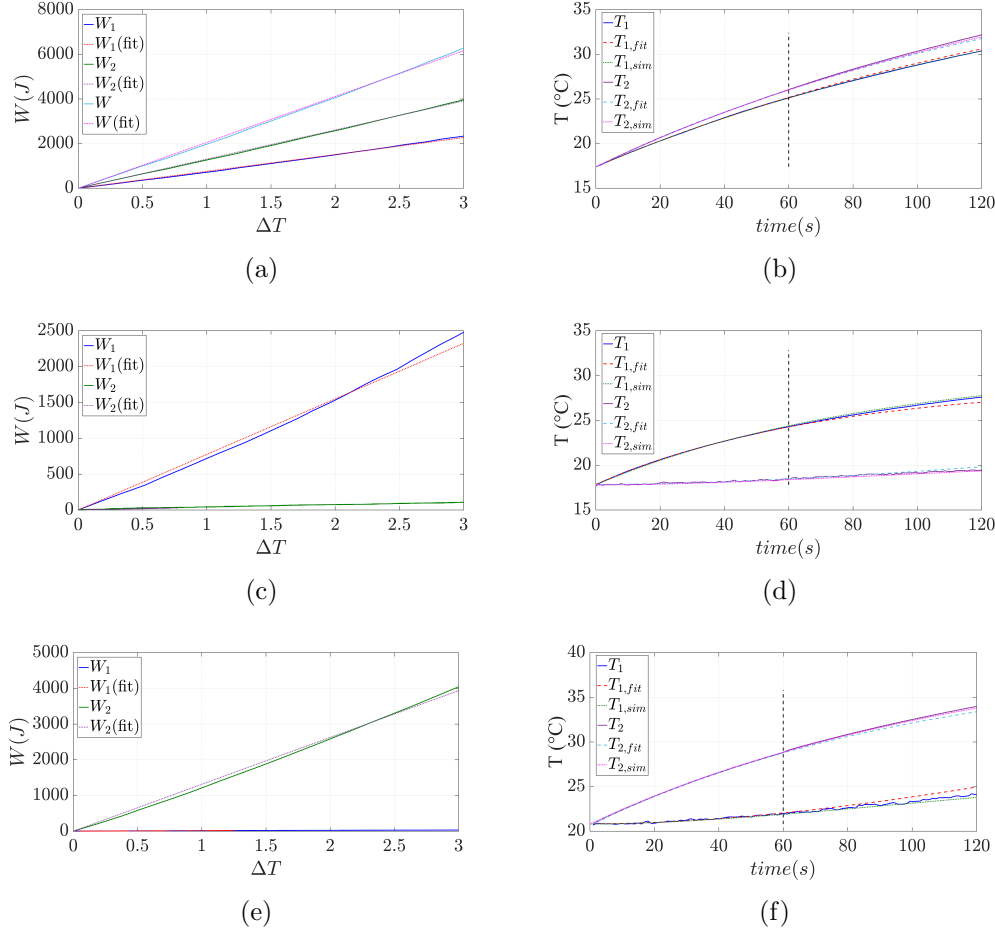 8000
6000
4000
2000
0
W (J)
W₁
W₁(fit)
W₂
W₂(fit)
W
W(fit)
0 0.5 1 1.5 2 2.5 3
ΔT
(a)
35
30
25
20
15
T (°C)
T₁
T₁,fit
T₁,sim
T₂
T₂,fit
T₂,sim
0 20 40 60 80 100 120
time(s)
(b)
2500
2000
1500
1000
500
0
W (J)
W₁
W₁(fit)
W₂
W₂(fit)
0 0.5 1 1.5 2 2.5 3
ΔT
(c)
35
30
25
20
15
T (°C)
T₁
T₁,fit
T₁,sim
T₂
T₂,fit
T₂,sim
0 20 40 60 80 100 120
time(s)
(d)
5000
4000
3000
2000
1000
0
W (J)
W₁
W₁(fit)
W₂
W₂(fit)
0 0.5 1 1.5 2 2.5 3
ΔT
(e)
40
35
30
25
20
T (°C)
T₁
T₁,fit
T₁,sim
T₂
T₂,fit
T₂,sim
0 20 40 60 80 100 120
time(s)
(f)